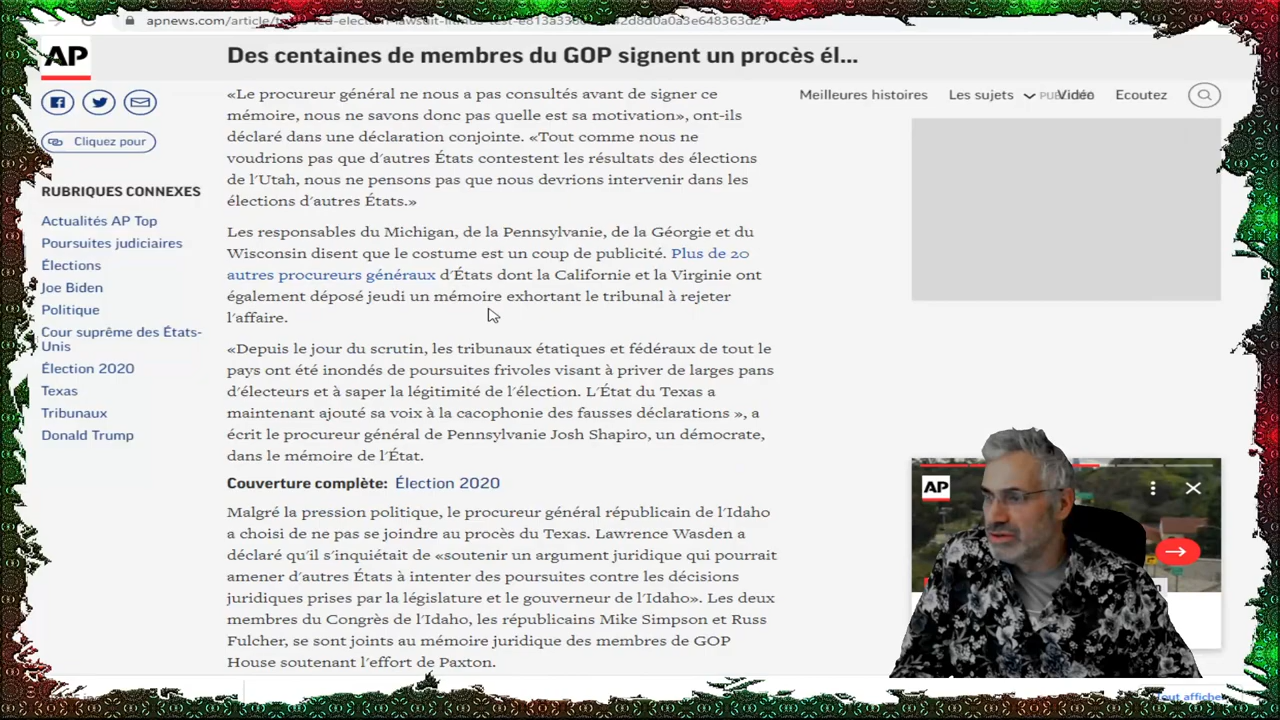 AP
Des centaines de membres du GOP signent un procès él...
Meilleures histoires
Les sujets
Vidéo
Ecoutez
Cliquez pour
RUBRIQUES CONNEXES
Actualités AP Top
Poursuites judiciaires
Élections
Joe Biden
Politique
Cour suprême des États-
Unis
Élection 2020
Texas
Tribunaux
Donald Trump
«Le procureur général ne nous a pas consultés avant de signer ce
mémoire, nous ne savons donc pas quelle est sa motivation», ont-ils
déclaré dans une déclaration conjointe. «Tout comme nous ne
voudrions pas que d'autres États contestent les résultats des élections
de l'Utah, nous ne pensons pas que nous devrions intervenir dans les
élections d'autres États.»
Les responsables du Michigan, de la Pennsylvanie, de la Géorgie et du
Wisconsin disent que le costume est un coup de publicité. Plus de 20
autres procureurs généraux d'États dont la Californie et la Virginie ont
également déposé jeudi un mémoire exhortant le tribunal à rejeter
l'affaire.
«Depuis le jour du scrutin, les tribunaux étatiques et fédéraux de tout le
pays ont été inondés de poursuites frivoles visant à priver de larges pans
d'électeurs et à saper la légitimité de l'élection. L'État du Texas a
maintenant ajouté sa voix à la cacophonie des fausses déclarations », a
écrit le procureur général de Pennsylvanie Josh Shapiro, un démocrate,
dans le mémoire de l'État.
Couverture complète: Élection 2020
Malgré la pression politique, le procureur général républicain de l'Idaho
a choisi de ne pas se joindre au procès du Texas. Lawrence Wasden a
déclaré qu'il s'inquiétait de «soutenir un argument juridique qui pourrait
amener d'autres États à intenter des poursuites contre les décisions
juridiques prises par la législature et le gouverneur de l'Idaho». Les deux
membres du Congrès de l'Idaho, les républicains Mike Simpson et Russ
Fulcher, se sont joints au mémoire juridique des membres de GOP
House soutenant l'effort de Paxton.
AP